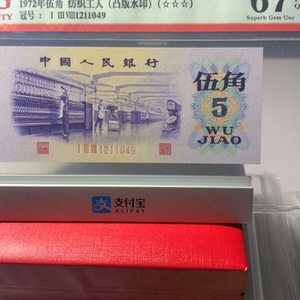 1972年伍角 纺织工人(凸版水印)(☆☆☆)
冠号: I III VIII 1211049
67
Superb Gem Unc
中國人民銀行
伍角
5
WU
JIAO
I III VIII 1211049
支付宝
ALIPAY